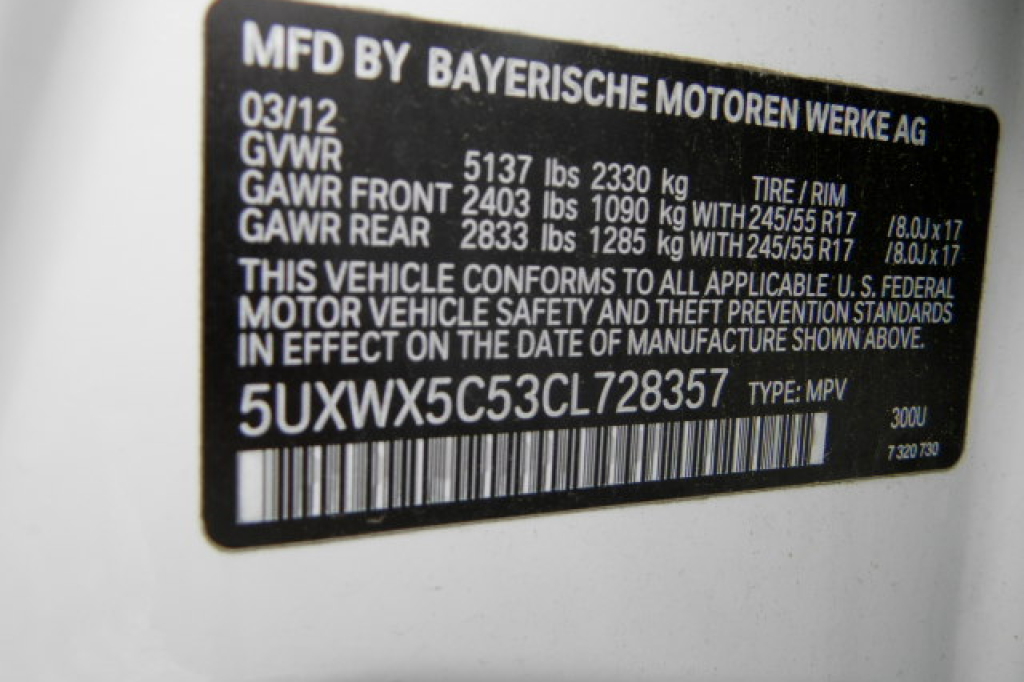 MFD BY BAYERISCHE MOTOREN WERKE AG
03/12
GVWR 5137 lbs 2330 kg TIRE / RIM
GAWR FRONT 2403 lbs 1090 kg WITH 245/55 R17 /8.0J x 17
GAWR REAR 2833 lbs 1285 kg WITH 245/55 R17 /8.0J x 17
THIS VEHICLE CONFORMS TO ALL APPLICABLE U. S. FEDERAL
MOTOR VEHICLE SAFETY AND THEFT PREVENTION STANDARDS
IN EFFECT ON THE DATE OF MANUFACTURE SHOWN ABOVE.
5UXWX5C53CL728357 TYPE: MPV
300U
7 320 730